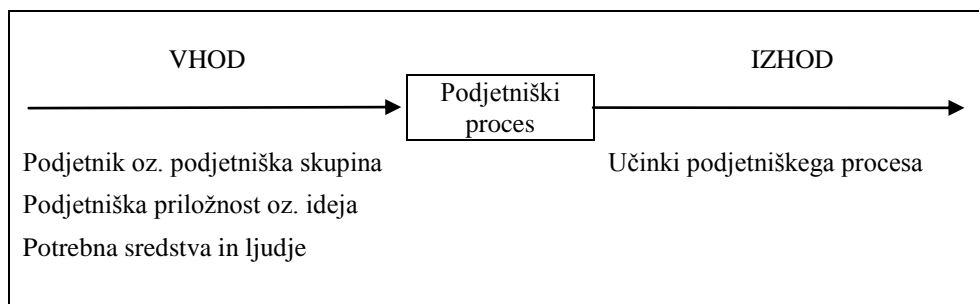 VHOD
IZHOD
Podjetniški
proces
Podjetnik oz. podjetniška skupina
Učinki podjetniškega procesa
Podjetniška priložnost oz. ideja
Potrebna sredstva in ljudje